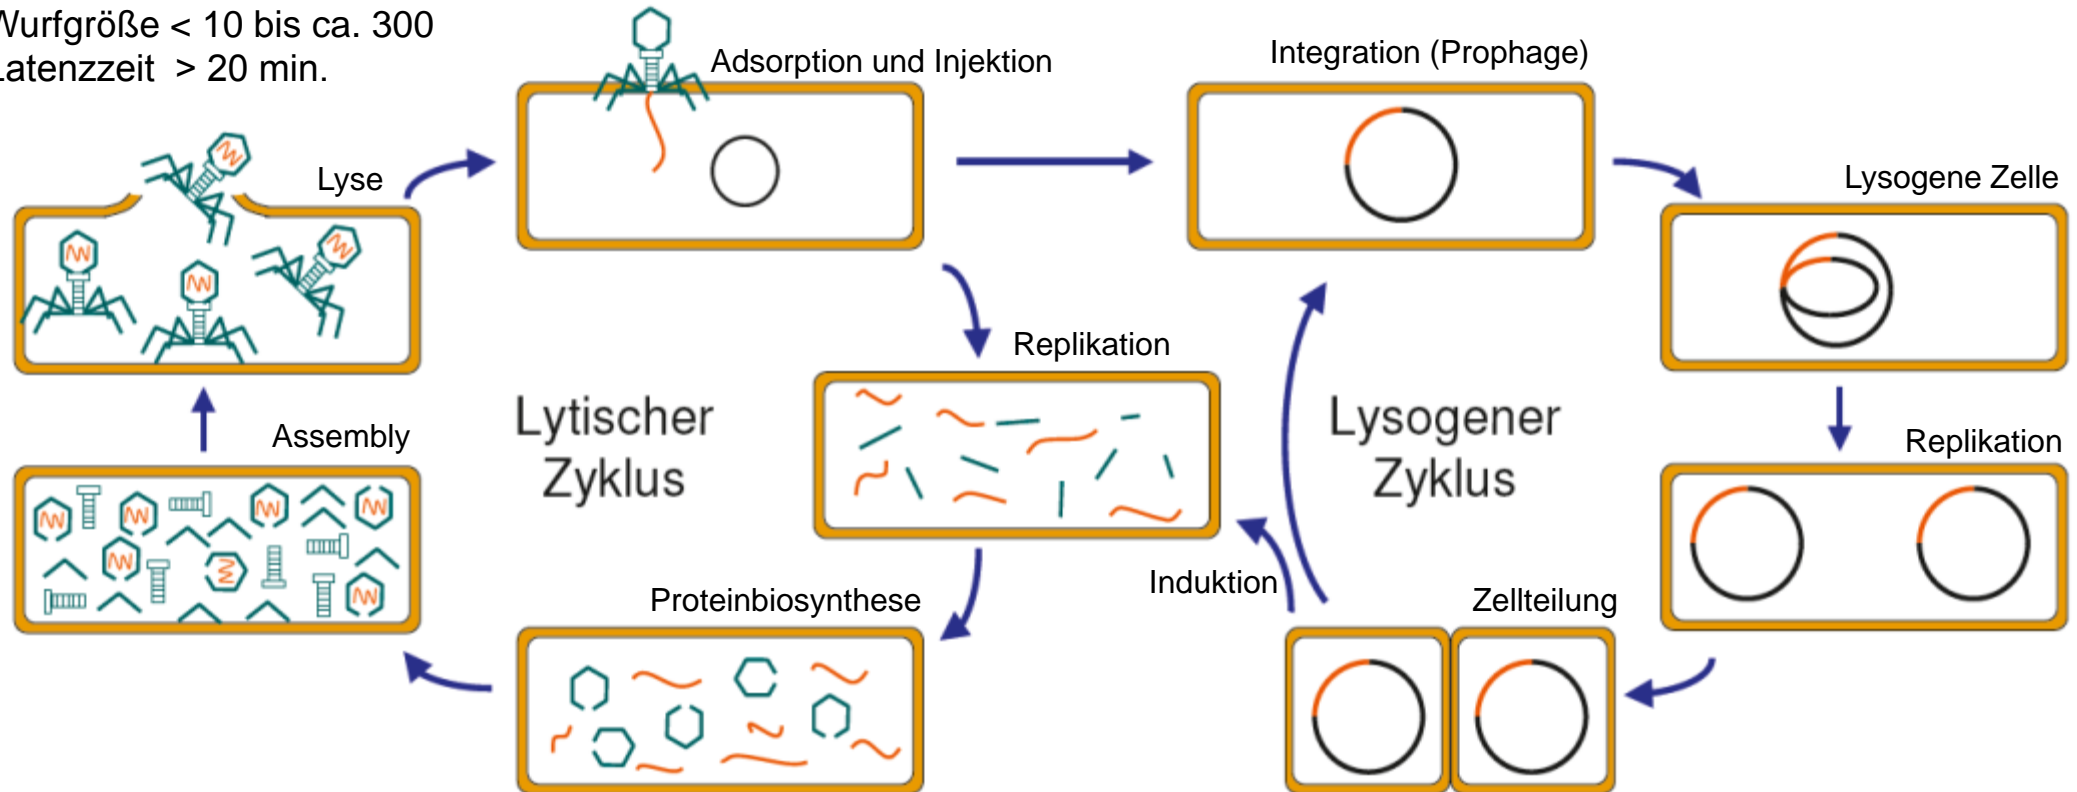 Wurfgröße < 10 bis ca. 300
Latenzzeit > 20 min.
Adsorption und Injektion
Integration (Prophage)
Lyse
Lysogene Zelle
Replikation
Lytischer
Zyklus
Lysogener
Zyklus
Assembly
Replikation
Induktion
Proteinbiosynthese
Zellteilung